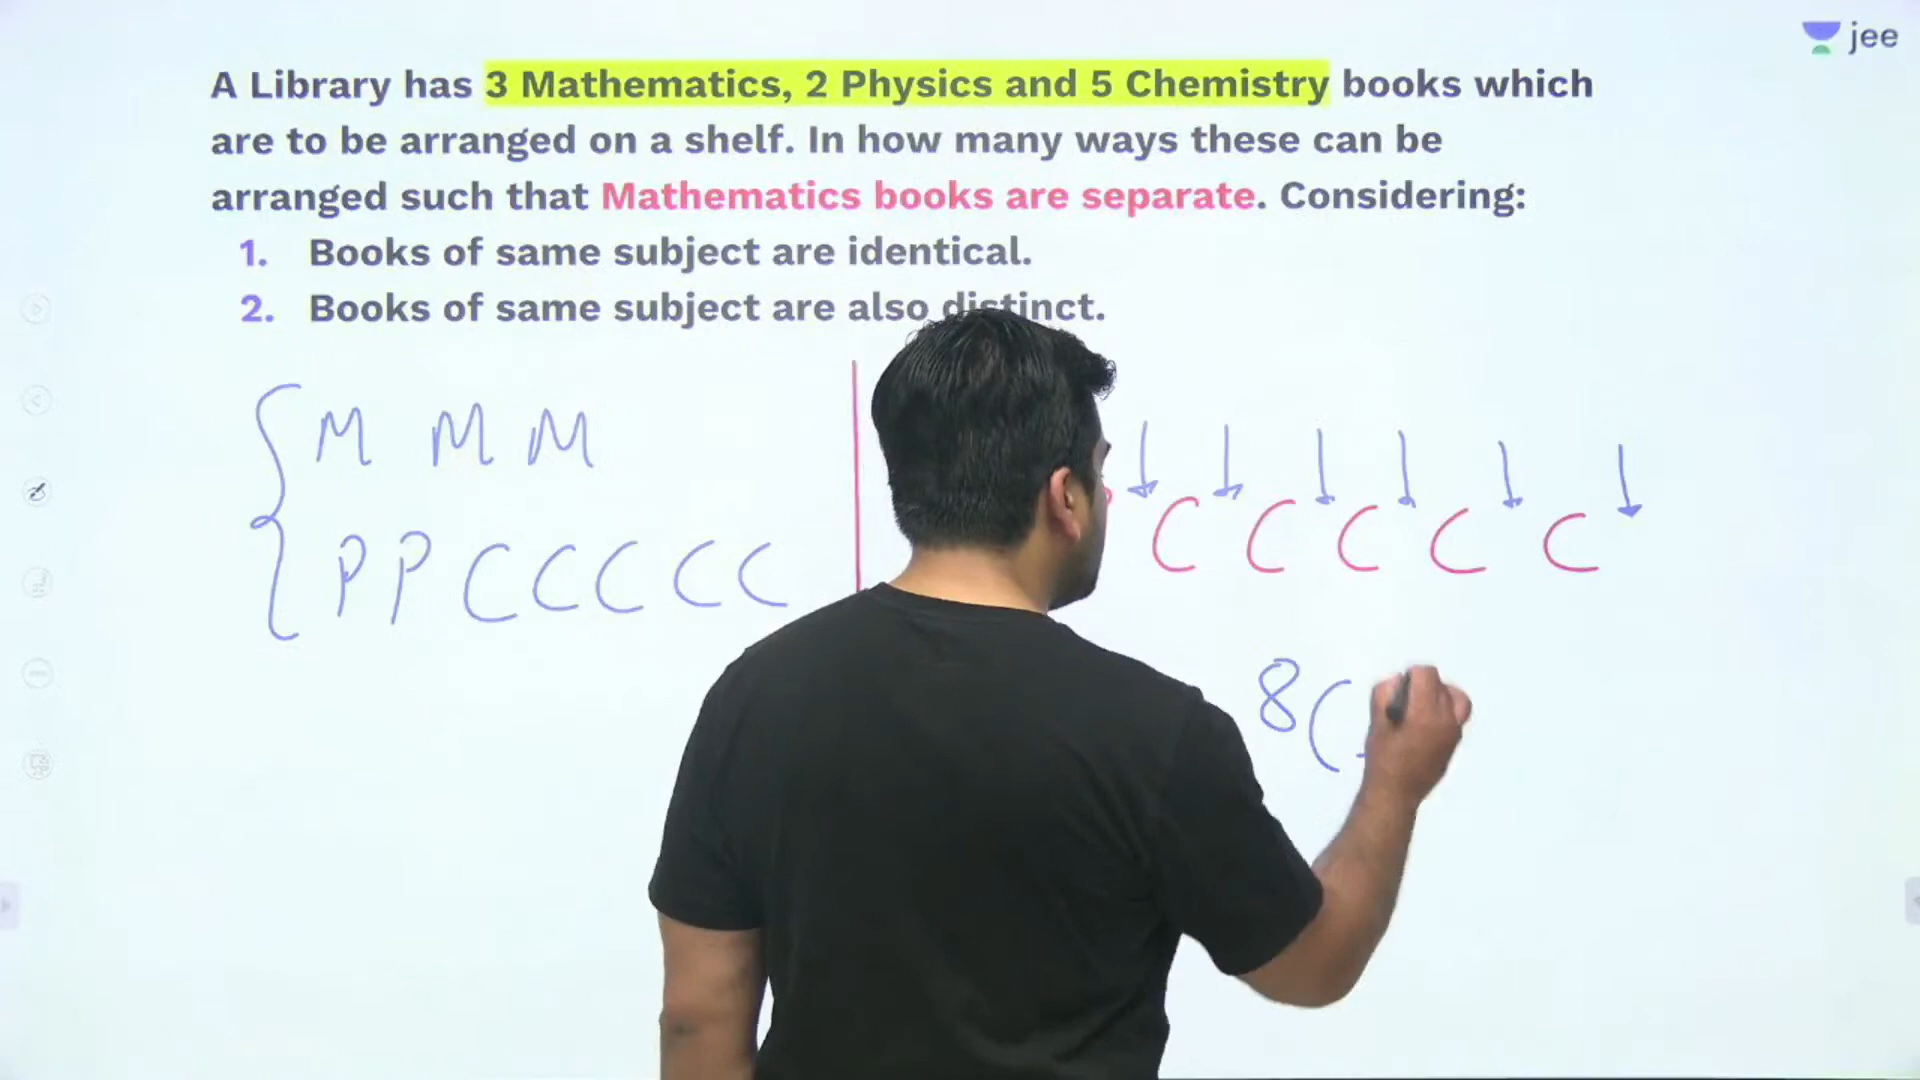 jee
A Library has 3 Mathematics, 2 Physics and 5 Chemistry books which
are to be arranged on a shelf. In how many ways these can be
arranged such that Mathematics books are separate. Considering:
1. Books of same subject are identical.
2. Books of same subject are also distinct.
M M M
P P C C C C C
C C C C C
8C